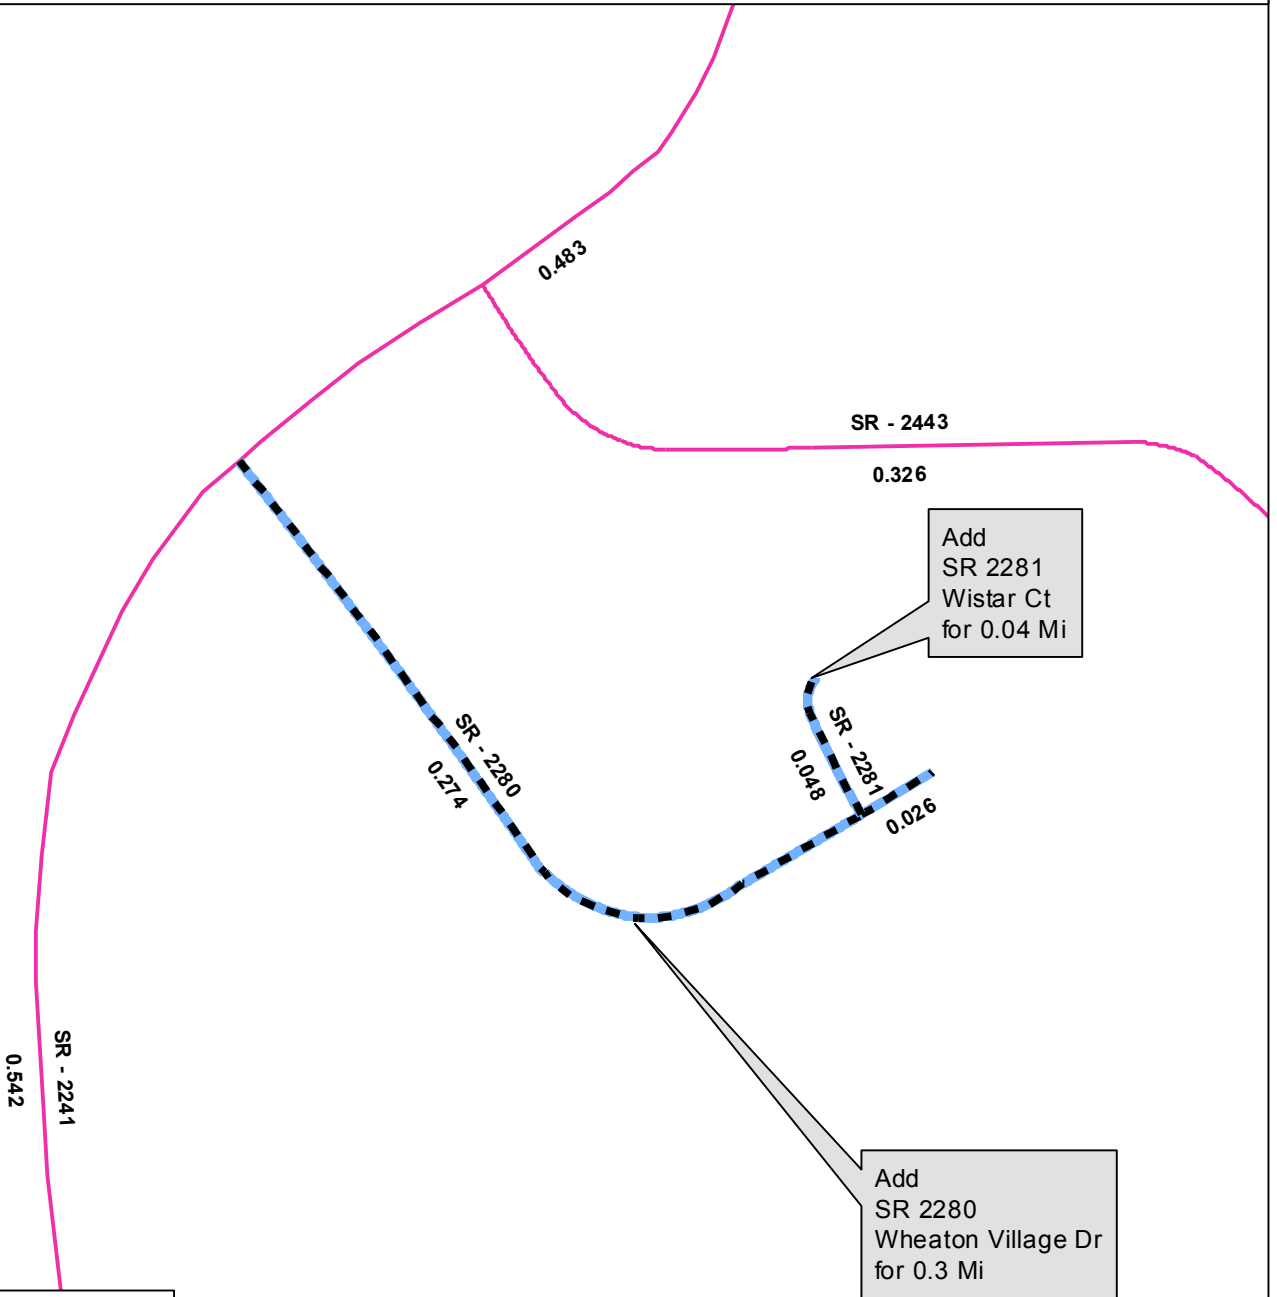 0.483
SR - 2443
0.326
Add
SR 2281
Wistar Ct
for 0.04 Mi
SR - 2280
0.274
SR - 2281
0.048
0.026
SR - 2241
0.542
Add
SR 2280
Wheaton Village Dr
for 0.3 Mi